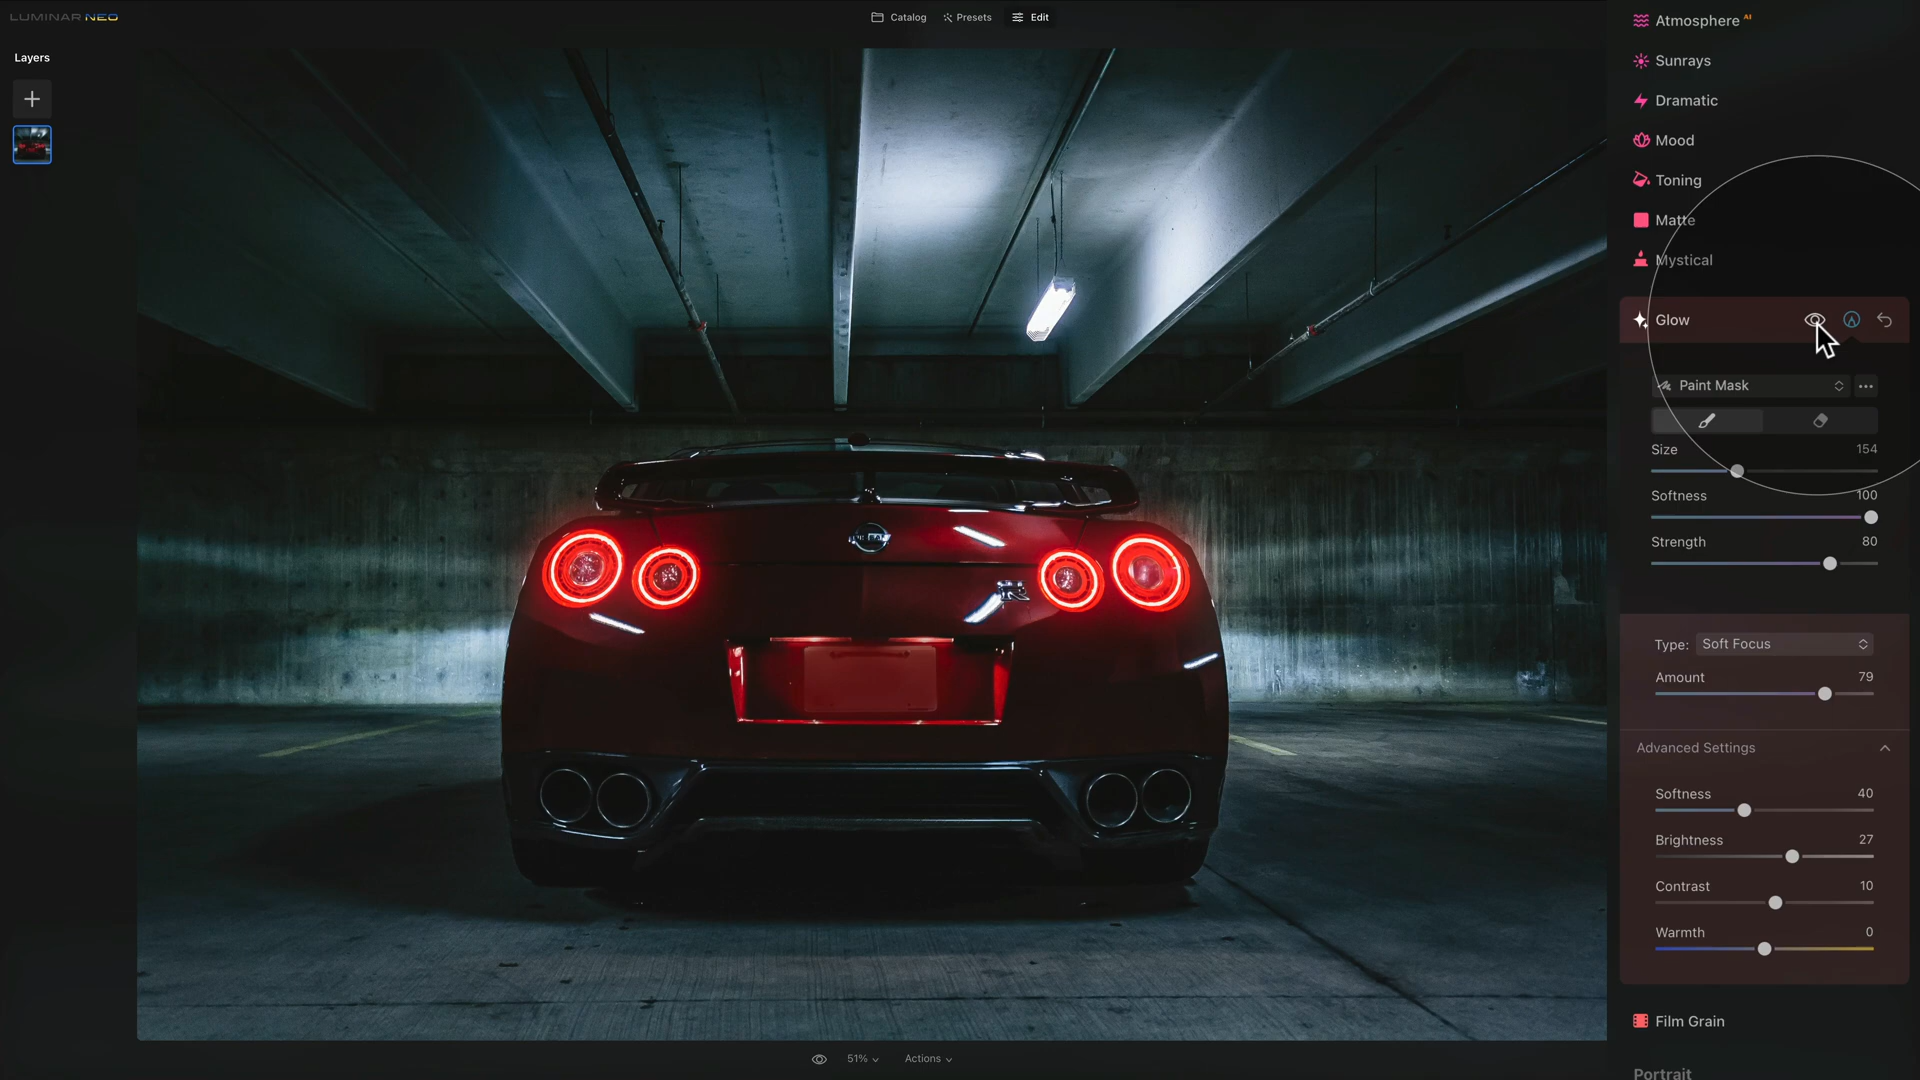 LUMINAR NEO
Catalog
Presets
Edit
Layers
Atmosphere AI
Sunrays
Dramatic
Mood
Toning
Matte
Mystical
Glow
Paint Mask
Size 154
Softness 100
Strength 80
Type: Soft Focus
Amount 79
Advanced Settings
Softness 40
Brightness 27
Contrast 10
Warmth 0
Film Grain
Portrait
51%
Actions